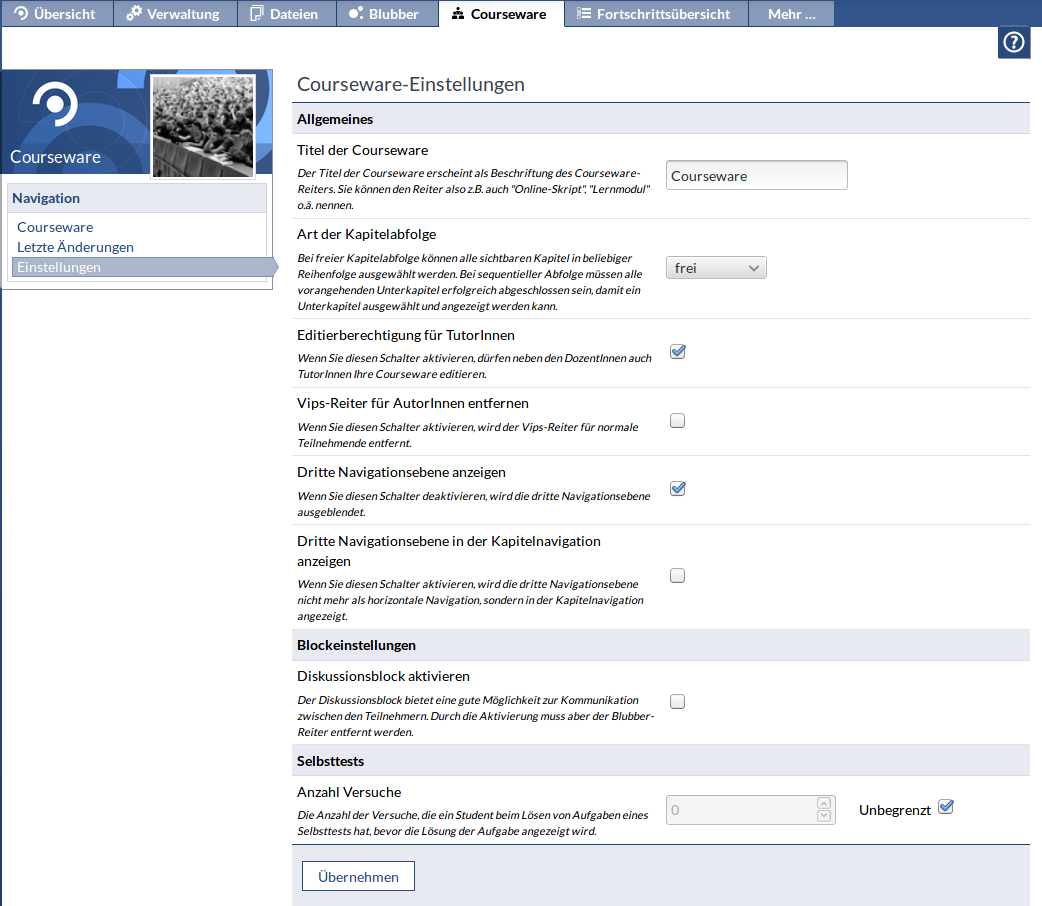 Übersicht Verwaltung Dateien Blubber Courseware Fortschrittsübersicht Mehr ...
Courseware
Navigation
Courseware
Letzte Änderungen
Einstellungen
Courseware-Einstellungen
Allgemeines
Titel der Courseware
Der Titel der Courseware erscheint als Beschriftung des Courseware-
Reiters. Sie können den Reiter also z.B. auch "Online-Skript", "Lernmodul"
o.ä. nennen.
Courseware
Art der Kapitelabfolge
Bei freier Kapitelabfolge können alle sichtbaren Kapitel in beliebiger
Reihenfolge ausgewählt werden. Bei sequentieller Abfolge müssen alle
vorangehenden Unterkapitel erfolgreich abgeschlossen sein, damit ein
Unterkapitel ausgewählt und angezeigt werden kann.
frei
Editierberechtigung für TutorInnen
Wenn Sie diesen Schalter aktivieren, dürfen neben den DozentInnen auch
TutorInnen Ihre Courseware editieren.
Vips-Reiter für AutorInnen entfernen
Wenn Sie diesen Schalter aktivieren, wird der Vips-Reiter für normale
Teilnehmende entfernt.
Dritte Navigationsebene anzeigen
Wenn Sie diesen Schalter deaktivieren, wird die dritte Navigationsebene
ausgeblendet.
Dritte Navigationsebene in der Kapitelnavigation
anzeigen
Wenn Sie diesen Schalter aktivieren, wird die dritte Navigationsebene
nicht mehr als horizontale Navigation, sondern in der Kapitelnavigation
angezeigt.
Blockeinstellungen
Diskussionsblock aktivieren
Der Diskussionsblock bietet eine gute Möglichkeit zur Kommunikation
zwischen den Teilnehmern. Durch die Aktivierung muss aber der Blubber-
Reiter entfernt werden.
Selbsttests
Anzahl Versuche
Die Anzahl der Versuche, die ein Student beim Lösen von Aufgaben eines
Selbsttests hat, bevor die Lösung der Aufgabe angezeigt wird.
0 Unbegrenzt
Übernehmen